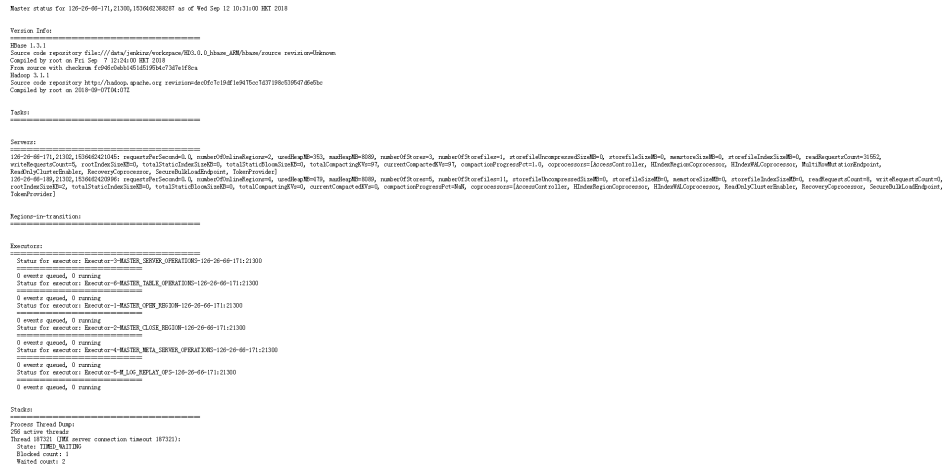 Master status for 126-26-66-171,21300,1536462388287 as of Wed Sep 12 10:31:00 HKT 2018
Version Info:
HBase 1.3.1
Source code repository file:///data/jenkins/workspace/HD3.0.0_hbase_ARM/hbase/source revision=Unknown
Compiled by root on Fri Sep 7 12:24:00 HKT 2018
From source with checksum fc946c0ebb1451d5195b4c73d7e1f8ca
Hadoop 3.1.1
Source code repository http://hadoop.apache.org revision=dec0fc7c19df1e9475cc7d37198c539547d6e5bc
Compiled by root on 2018-09-07T04:07Z
Tasks:
Servers:
126-26-66-171,21302,1536462421045: requestsPerSecond=0.0, numberOfOnlineRegions=2, usedHeapMB=353, maxHeapMB=8089, numberOfStores=3, numberOfStorefiles=1, storefileUncompressedSizeMB=0, storefileSizeMB=0, memstoreSizeMB=0, storefileIndexSizeMB=0, readRequestsCount=31552,
writeRequestsCount=5, rootIndexSizeKB=0, totalStaticIndexSizeKB=0, totalStaticBloomSizeKB=0, totalCompactingKVs=97, currentCompactedKVs=97, compactionProgressPct=1.0, coprocessors=[AccessController, HIndexRegionCoprocessor, HIndexWALCoprocessor, MultiRowMutationEndpoint,
ReadOnlyClusterEnabler, RecoveryCoprocessor, SecureBulkLoadEndpoint, TokenProvider]
126-26-66-189,21302,1536462420996: requestsPerSecond=0.0, numberOfOnlineRegions=6, usedHeapMB=479, maxHeapMB=8089, numberOfStores=5, numberOfStorefiles=11, storefileUncompressedSizeMB=0, storefileSizeMB=0, memstoreSizeMB=0, storefileIndexSizeMB=0, readRequestsCount=8, writeRequestsCount=0,
rootIndexSizeKB=2, totalStaticIndexSizeKB=0, totalStaticBloomSizeKB=0, totalCompactingKVs=0, currentCompactedKVs=0, compactionProgressPct=NaN, coprocessors=[AccessController, HIndexRegionCoprocessor, HIndexWALCoprocessor, ReadOnlyClusterEnabler, RecoveryCoprocessor, SecureBulkLoadEndpoint,
TokenProvider]
Regions-in-transition:
Executors:
Status for executor: Executor-3-MASTER_SERVER_OPERATIONS-126-26-66-171:21300
0 events queued, 0 running
Status for executor: Executor-6-MASTER_TABLE_OPERATIONS-126-26-66-171:21300
0 events queued, 0 running
Status for executor: Executor-1-MASTER_OPEN_REGION-126-26-66-171:21300
0 events queued, 0 running
Status for executor: Executor-2-MASTER_CLOSE_REGION-126-26-66-171:21300
0 events queued, 0 running
Status for executor: Executor-4-MASTER_META_SERVER_OPERATIONS-126-26-66-171:21300
0 events queued, 0 running
Status for executor: Executor-5-M_LOG_REPLAY_OPS-126-26-66-171:21300
0 events queued, 0 running
Stacks:
Process Thread Dump:
256 active threads
Thread 187321 (JMX server connection timeout 187321):
State: TIMED_WAITING
Blocked count: 1
Waited count: 2